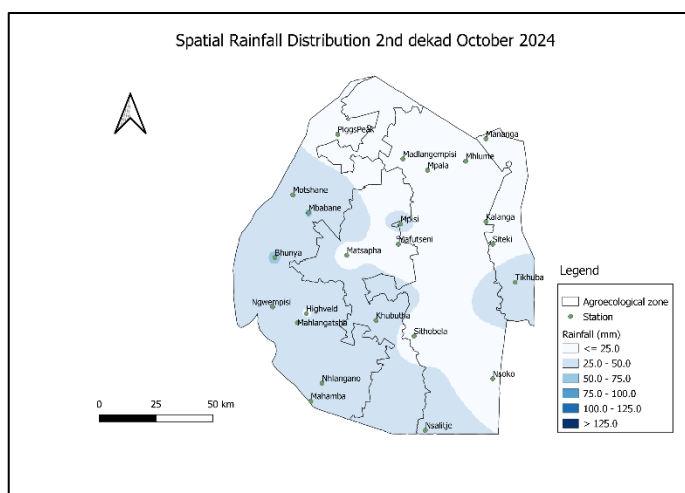 Spatial Rainfall Distribution 2nd dekad October 2024
PiggsPeak
Mananga
Madlangempisi
Mhlume
Mpala
Motshane
Mbabane
Mpisi
Kalanga
Siteki
Matsapha
Bhunya
Tikhuba
Ngwempisi
Highveld
Mahlangatsha
Khubutha
Sithobela
Nhlangano
Nsoko
Mahamba
Nsalitje
0 25 50 km
Legend
Agroecological zone
Station
Rainfall (mm)
<= 25.0
25.0 - 50.0
50.0 - 75.0
75.0 - 100.0
100.0 - 125.0
> 125.0